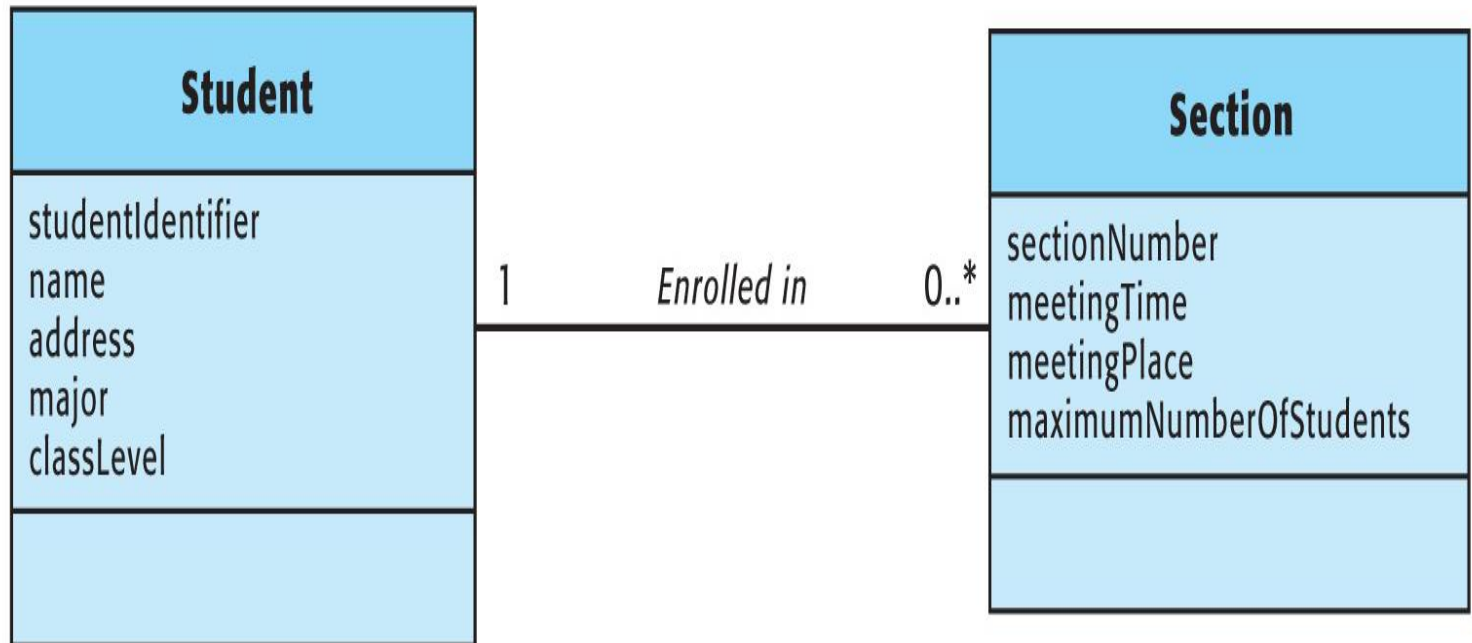 Student
studentIdentifier
name
address
major
classLevel
1 Enrolled in 0..*
Section
sectionNumber
meetingTime
meetingPlace
maximumNumberOfStudents